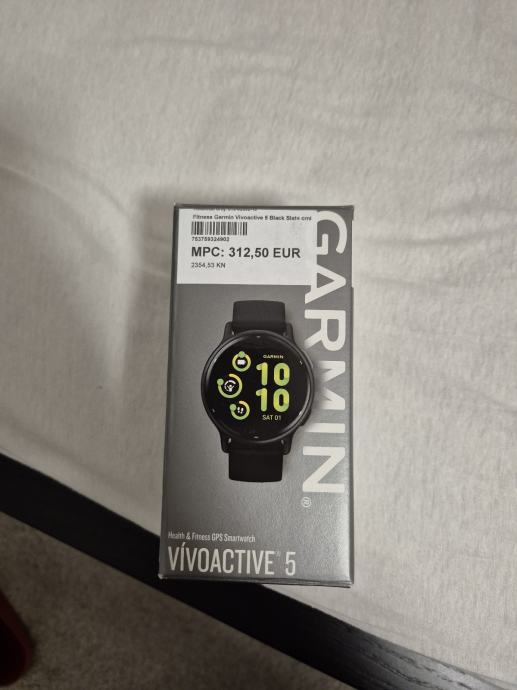 Fitness Garmin Vivoactive 5 Black Slate crni
753759324902
MPC: 312,50 EUR
2354,53 KN
GARMIN®
GARMIN
10
10
SAT 01
Health & Fitness GPS Smartwatch
VÍVOACTIVE® 5